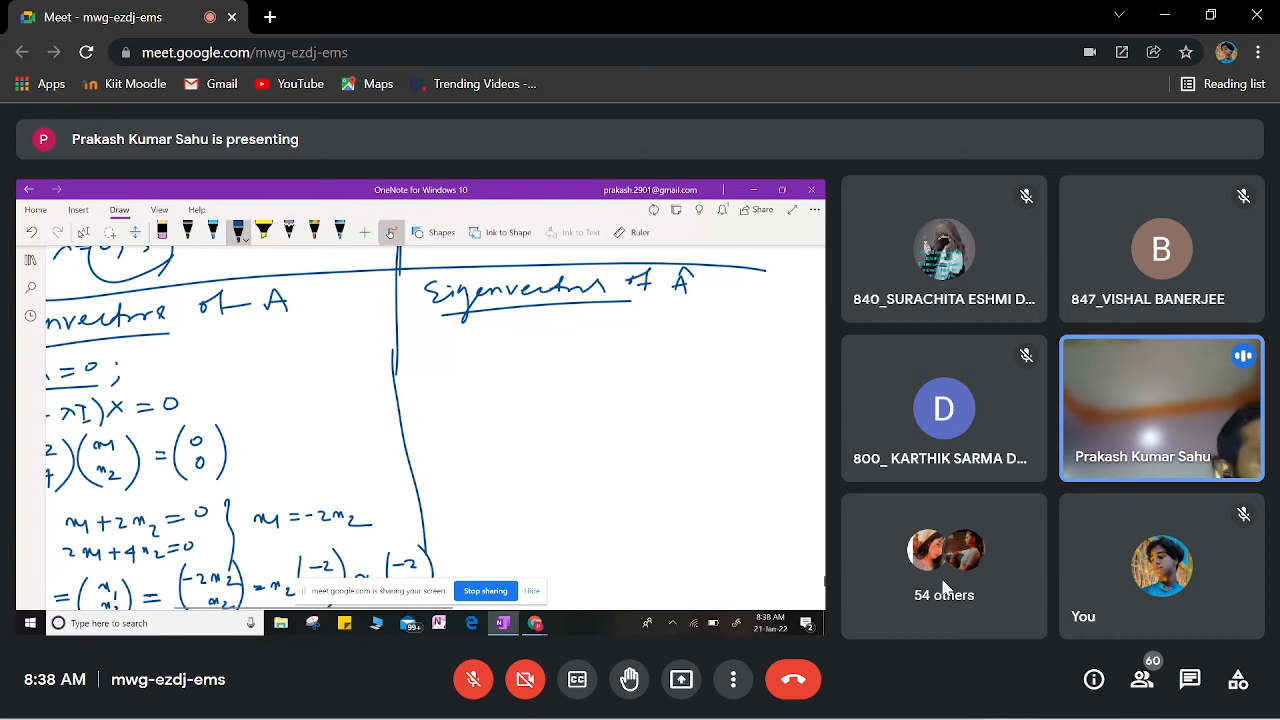 Meet - mwg-ezdj-ems
meet.google.com/mwg-ezdj-ems
Apps Kiit Moodle Gmail YouTube Maps Trending Videos -... Reading list
P Prakash Kumar Sahu is presenting
OneNote for Windows 10 prakash.2901@gmail.com
Home Insert Draw View Help Share
Shapes Ink to Shape Ink to Text Ruler
nvectors of A
Eigenvectors of Â
= 0 ;
- λI) X = 0
x1 + 2x2 = 0
2x1 + 4x2 = 0
x1 = -2x2
meet.google.com is sharing your screen. Stop sharing Hide
Type here to search
99+
8:38 AM
21-Jan-22
2
840_SURACHITA ESHMI D...
B
847_VISHAL BANERJEE
D
800_ KARTHIK SARMA D...
Prakash Kumar Sahu
54 others
You
8:38 AM | mwg-ezdj-ems
60